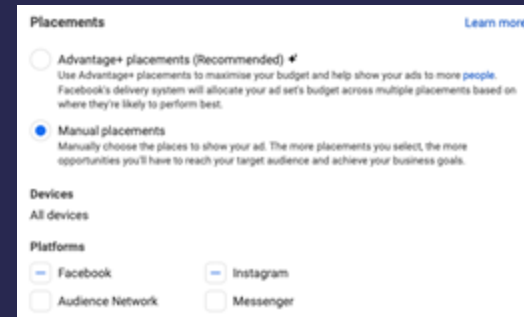 Placements
Learn more
Advantage+ placements (Recommended)
Use Advantage+ placements to maximise your budget and help show your ads to more people.
Facebook's delivery system will allocate your ad set's budget across multiple placements based on
where they're likely to perform best.
Manual placements
Manually choose the places to show your ad. The more placements you select, the more
opportunities you'll have to reach your target audience and achieve your business goals.
Devices
All devices
Platforms
Facebook
Instagram
Audience Network
Messenger